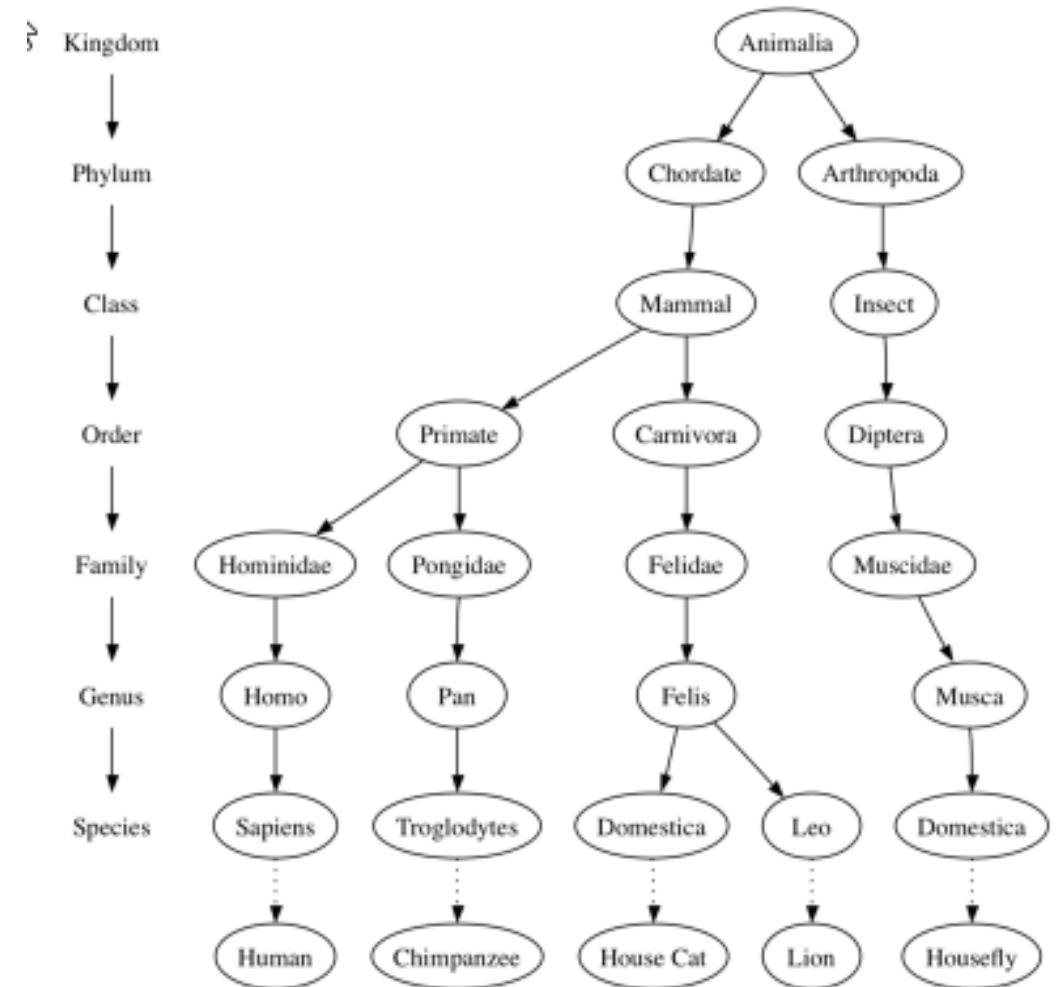 Kingdom
Animalia
Phylum
Chordate
Arthropoda
Class
Mammal
Insect
Order
Primate
Carnivora
Diptera
Family
Hominidae
Pongidae
Felidae
Muscidae
Genus
Homo
Pan
Felis
Musca
Species
Sapiens
Troglodytes
Domestica
Leo
Domestica
Human
Chimpanzee
House Cat
Lion
Housefly